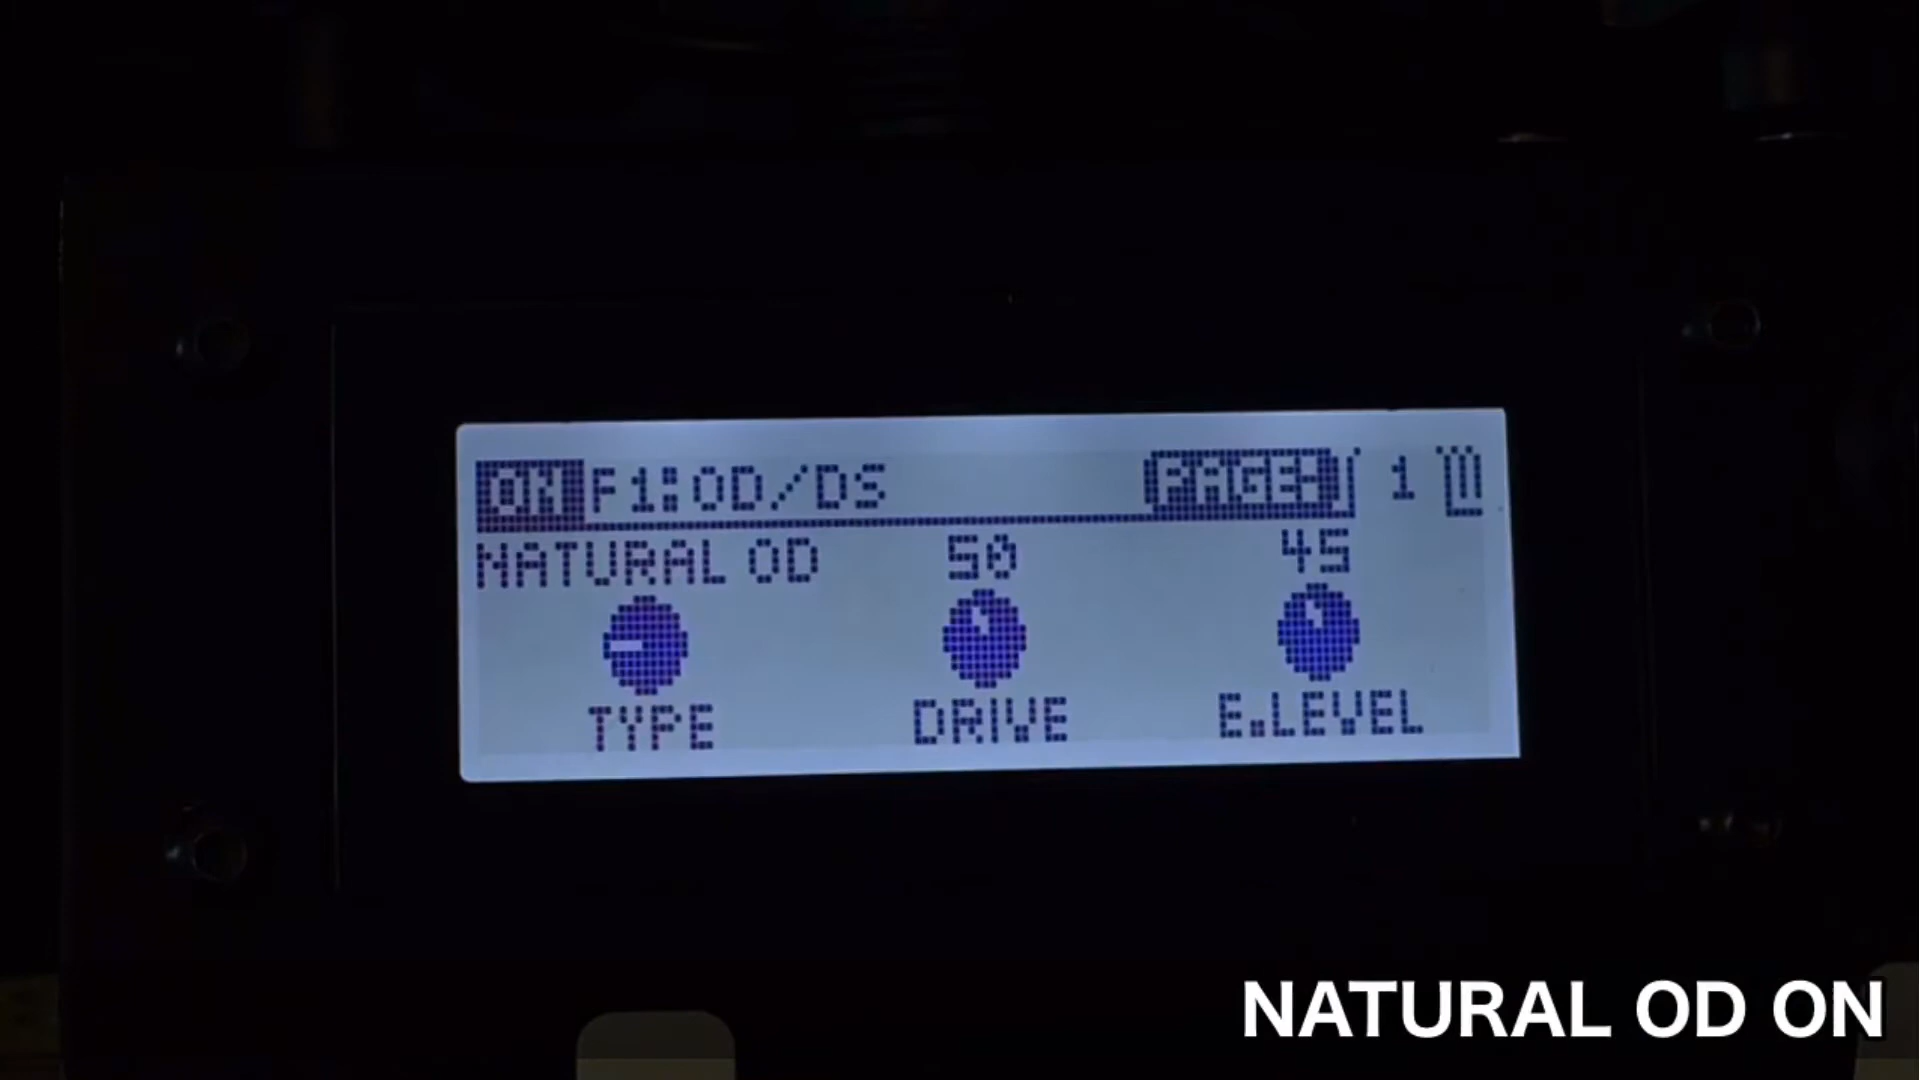 ON F1:OD/DS PAGE 1
NATURAL OD 50 45
TYPE DRIVE E.LEVEL
NATURAL OD ON